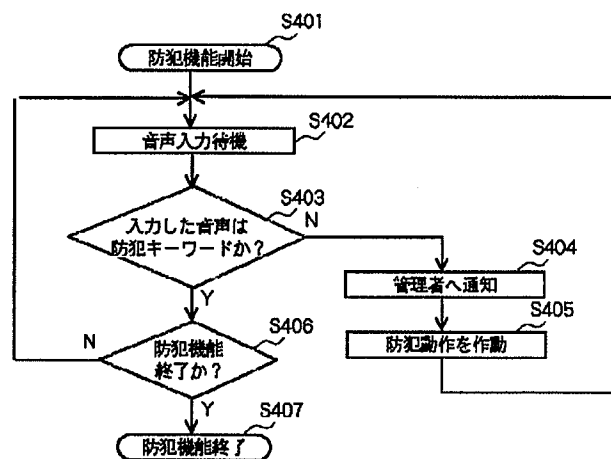 S401
防犯機能開始
S402
音声入力待機
S403
入力した音声は
防犯キーワードか？
N
Y
S404
管理者へ通知
S405
防犯動作を作動
S406
防犯機能
終了か？
N
Y
S407
防犯機能終了